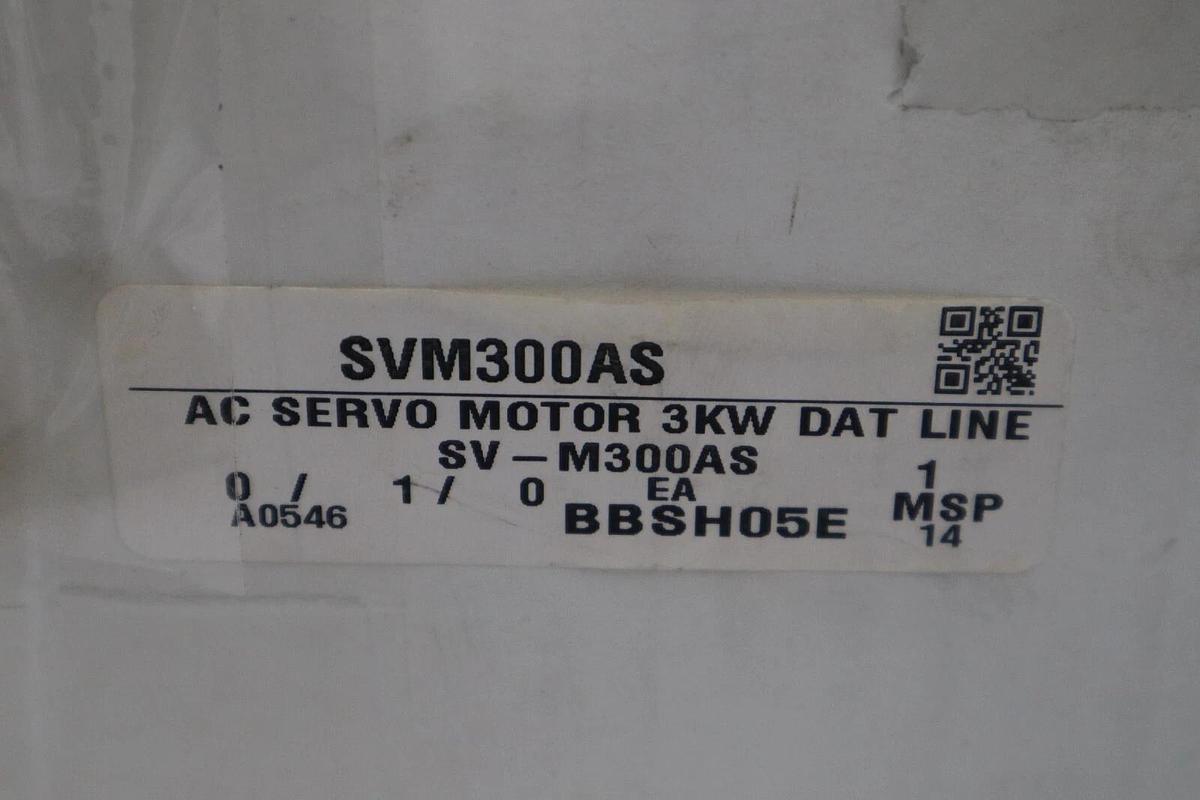 SVM300AS
AC SERVO MOTOR 3KW DAT LINE
SV-M300AS
0 / 1 / 0 EA 1
A0546 BBSH05E MSP
14